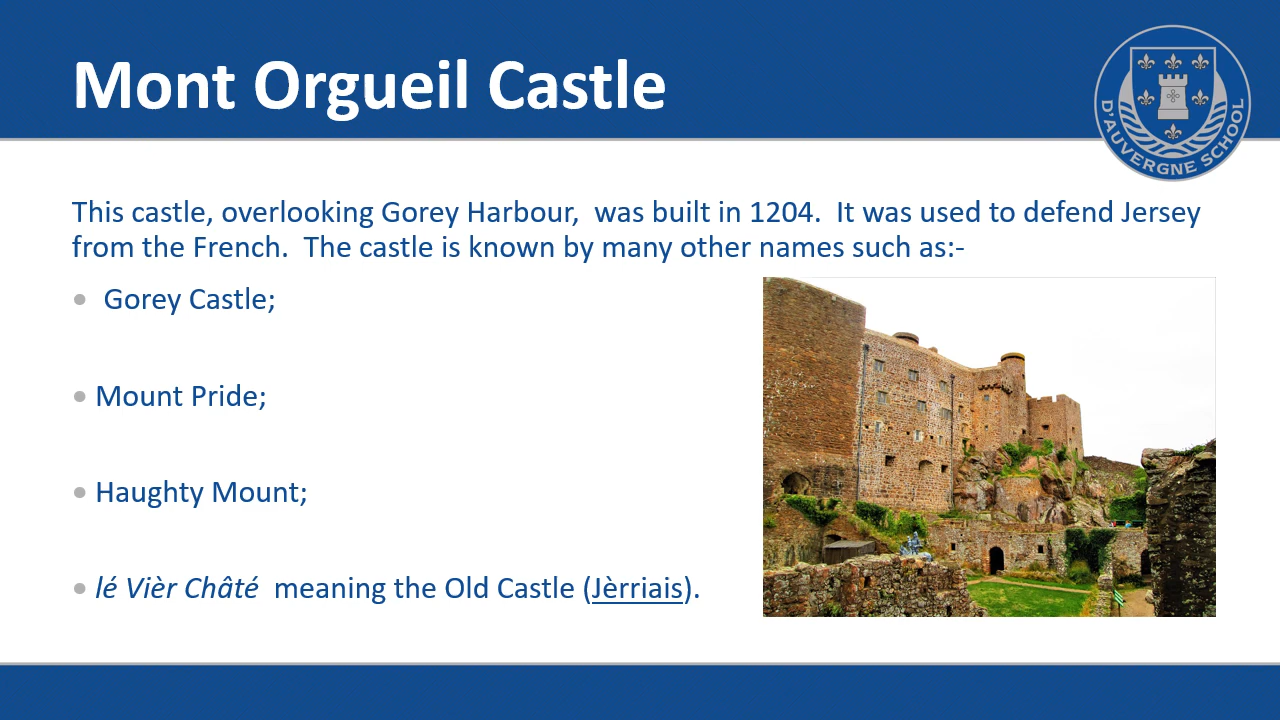 Mont Orgueil Castle
D'AUVERGNE SCHOOL
This castle, overlooking Gorey Harbour,  was built in 1204.  It was used to defend Jersey
from the French.  The castle is known by many other names such as:-
• Gorey Castle;
• Mount Pride;
• Haughty Mount;
• lé Vièr Châté  meaning the Old Castle (Jèrriais).